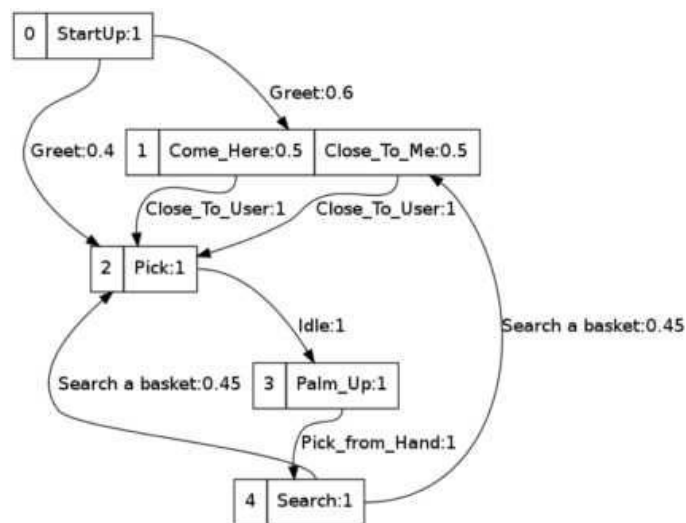 0 StartUp:1
Greet:0.6
Greet:0.4
1 Come_Here:0.5 Close_To_Me:0.5
Close_To_User:1 Close_To_User:1
2 Pick:1
Idle:1
Search a basket:0.45
Search a basket:0.45
3 Palm_Up:1
Pick_from_Hand:1
4 Search:1